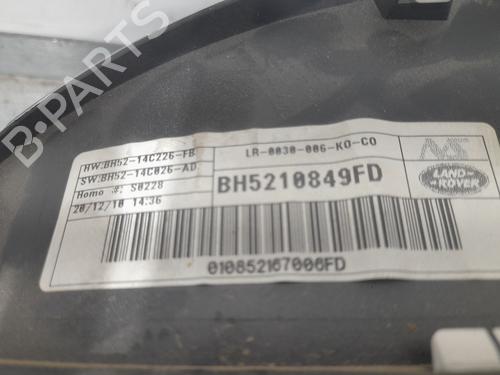 B-PARTS
HW:BH52-14C226-FB
SW:BH52-14C026-AD
Homo #: S0228
20/12/10 14:36
LR-0030-006-KO-CO
BH5210849FD
LAND
ROVER
010852167006FD